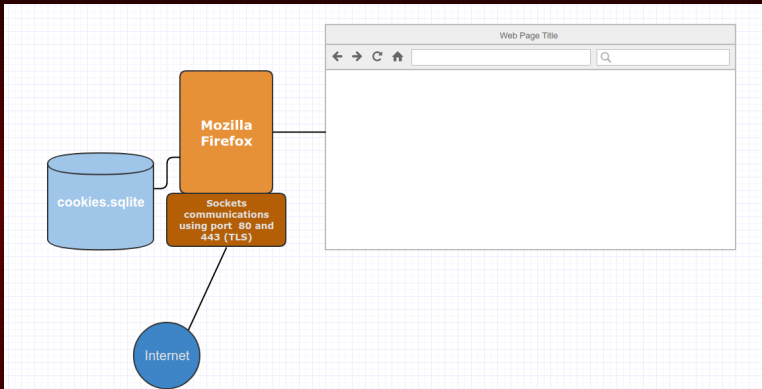 Web Page Title
Mozilla
Firefox
cookies.sqlite
Sockets
communications
using port 80 and
443 (TLS)
Internet